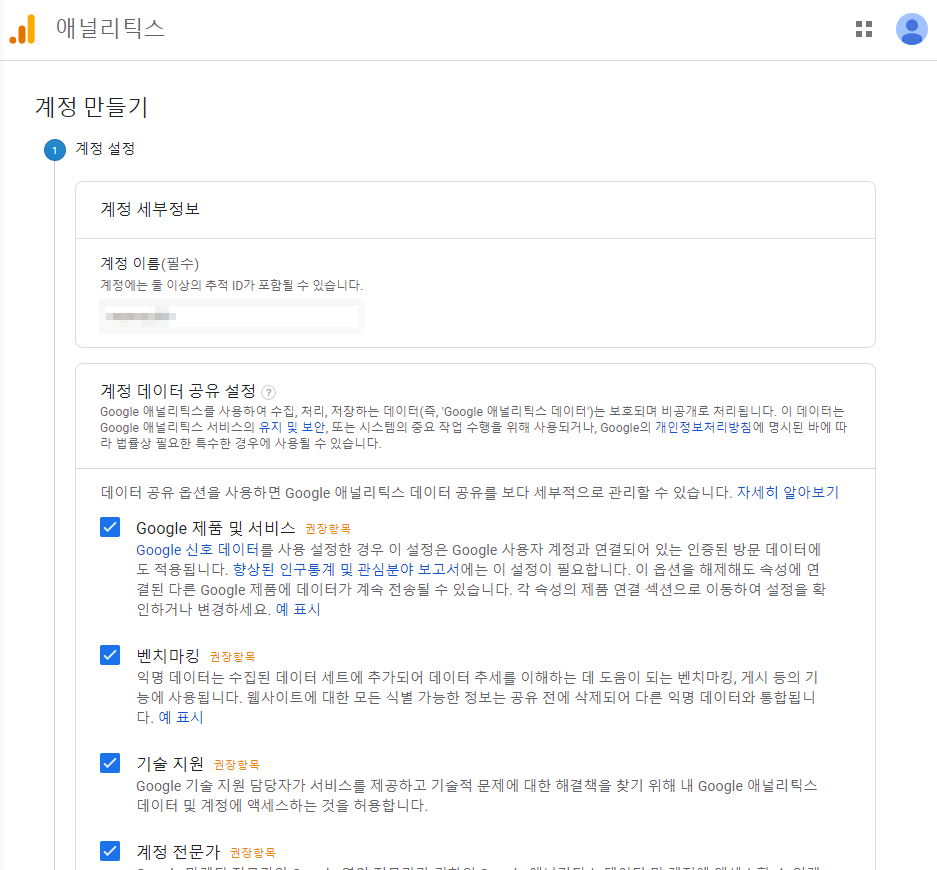 애널리틱스
계정 만들기
1 계정 설정
계정 세부정보
계정 이름(필수)
계정에는 둘 이상의 추적 ID가 포함될 수 있습니다.
계정 데이터 공유 설정 ?
Google 애널리틱스를 사용하여 수집, 처리, 저장하는 데이터(즉, 'Google 애널리틱스 데이터')는 보호되며 비공개로 처리됩니다. 이 데이터는
Google 애널리틱스 서비스의 유지 및 보안, 또는 시스템의 중요 작업 수행을 위해 사용되거나, Google의 개인정보처리방침에 명시된 바에 따
라 법률상 필요한 특수한 경우에 사용될 수 있습니다.
데이터 공유 옵션을 사용하면 Google 애널리틱스 데이터 공유를 보다 세부적으로 관리할 수 있습니다. 자세히 알아보기
Google 제품 및 서비스 권장항목
Google 신호 데이터를 사용 설정한 경우 이 설정은 Google 사용자 계정과 연결되어 있는 인증된 방문 데이터에
도 적용됩니다. 향상된 인구통계 및 관심분야 보고서에는 이 설정이 필요합니다. 이 옵션을 해제해도 속성에 연
결된 다른 Google 제품에 데이터가 계속 전송될 수 있습니다. 각 속성의 제품 연결 섹션으로 이동하여 설정을 확
인하거나 변경하세요. 예 표시
벤치마킹 권장항목
익명 데이터는 수집된 데이터 세트에 추가되어 데이터 추세를 이해하는 데 도움이 되는 벤치마킹, 게시 등의 기
능에 사용됩니다. 웹사이트에 대한 모든 식별 가능한 정보는 공유 전에 삭제되어 다른 익명 데이터와 통합됩니
다. 예 표시
기술 지원 권장항목
Google 기술 지원 담당자가 서비스를 제공하고 기술적 문제에 대한 해결책을 찾기 위해 내 Google 애널리틱스
데이터 및 계정에 액세스하는 것을 허용합니다.
계정 전문가 권장항목